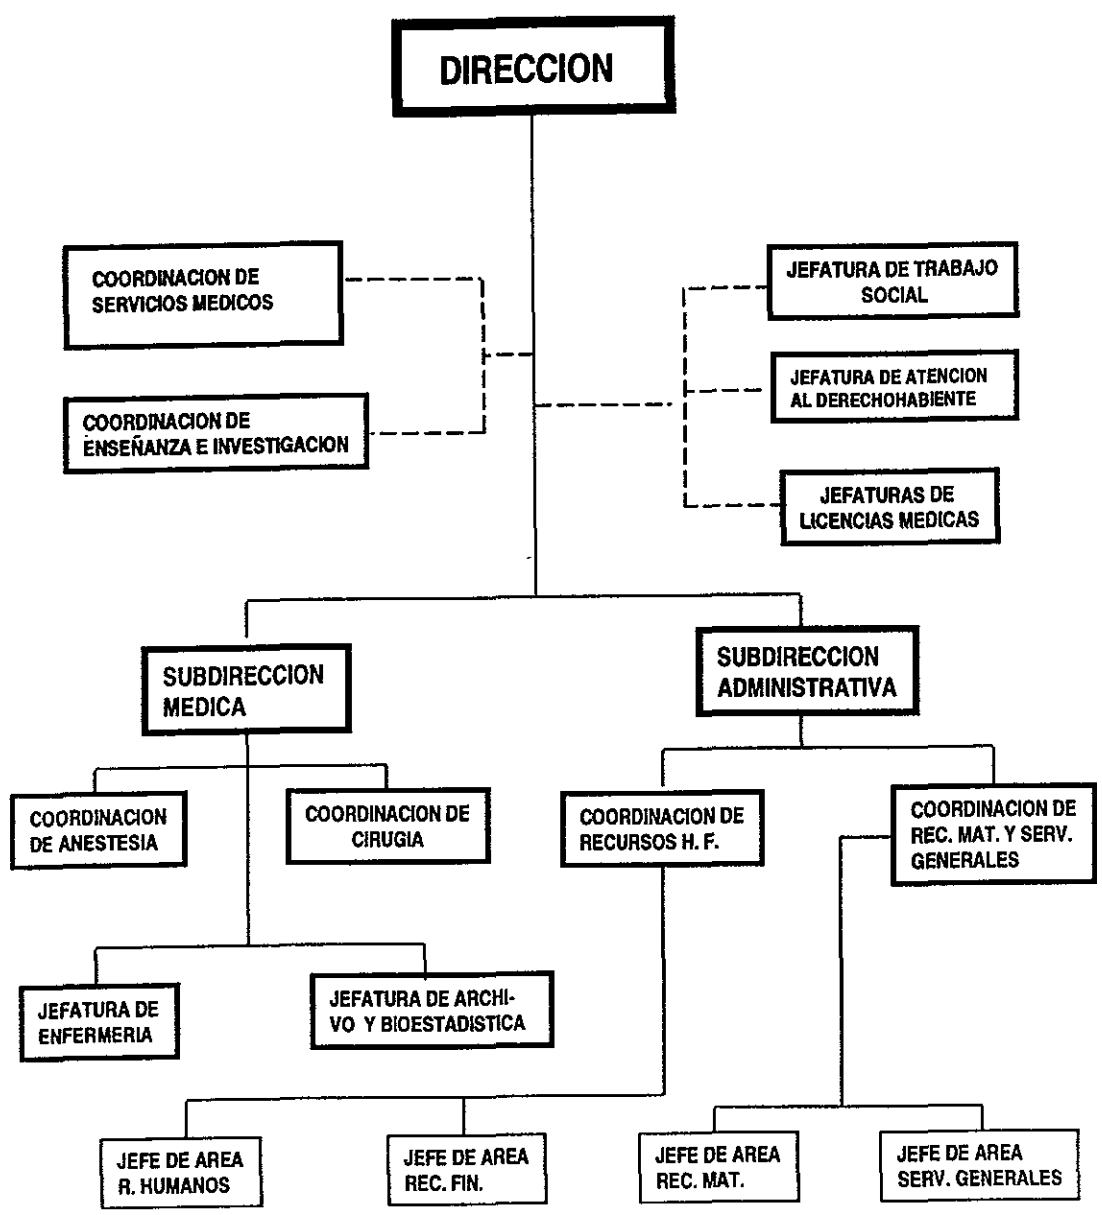 DIRECCION
COORDINACION DE
SERVICIOS MEDICOS
JEFATURA DE TRABAJO
SOCIAL
JEFATURA DE ATENCION
AL DERECHOHABIENTE
COORDINACION DE
ENSEÑANZA E INVESTIGACION
JEFATURAS DE
LICENCIAS MEDICAS
SUBDIRECCION
MEDICA
SUBDIRECCION
ADMINISTRATIVA
COORDINACION
DE ANESTESIA
COORDINACION DE
CIRUGIA
COORDINACION DE
RECURSOS H. F.
COORDINACION DE
REC. MAT. Y SERV.
GENERALES
JEFATURA DE
ENFERMERIA
JEFATURA DE ARCHI-
VO Y BIOESTADISTICA
JEFE DE AREA
R. HUMANOS
JEFE DE AREA
REC. FIN.
JEFE DE AREA
REC. MAT.
JEFE DE AREA
SERV. GENERALES